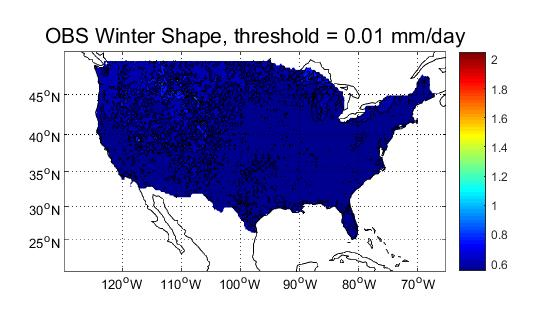 OBS Winter Shape, threshold = 0.01 mm/day
45°N
40°N
35°N
30°N
25°N
120°W 110°W 100°W 90°W 80°W 70°W
2
1.8
1.6
1.4
1.2
1
0.8
0.6